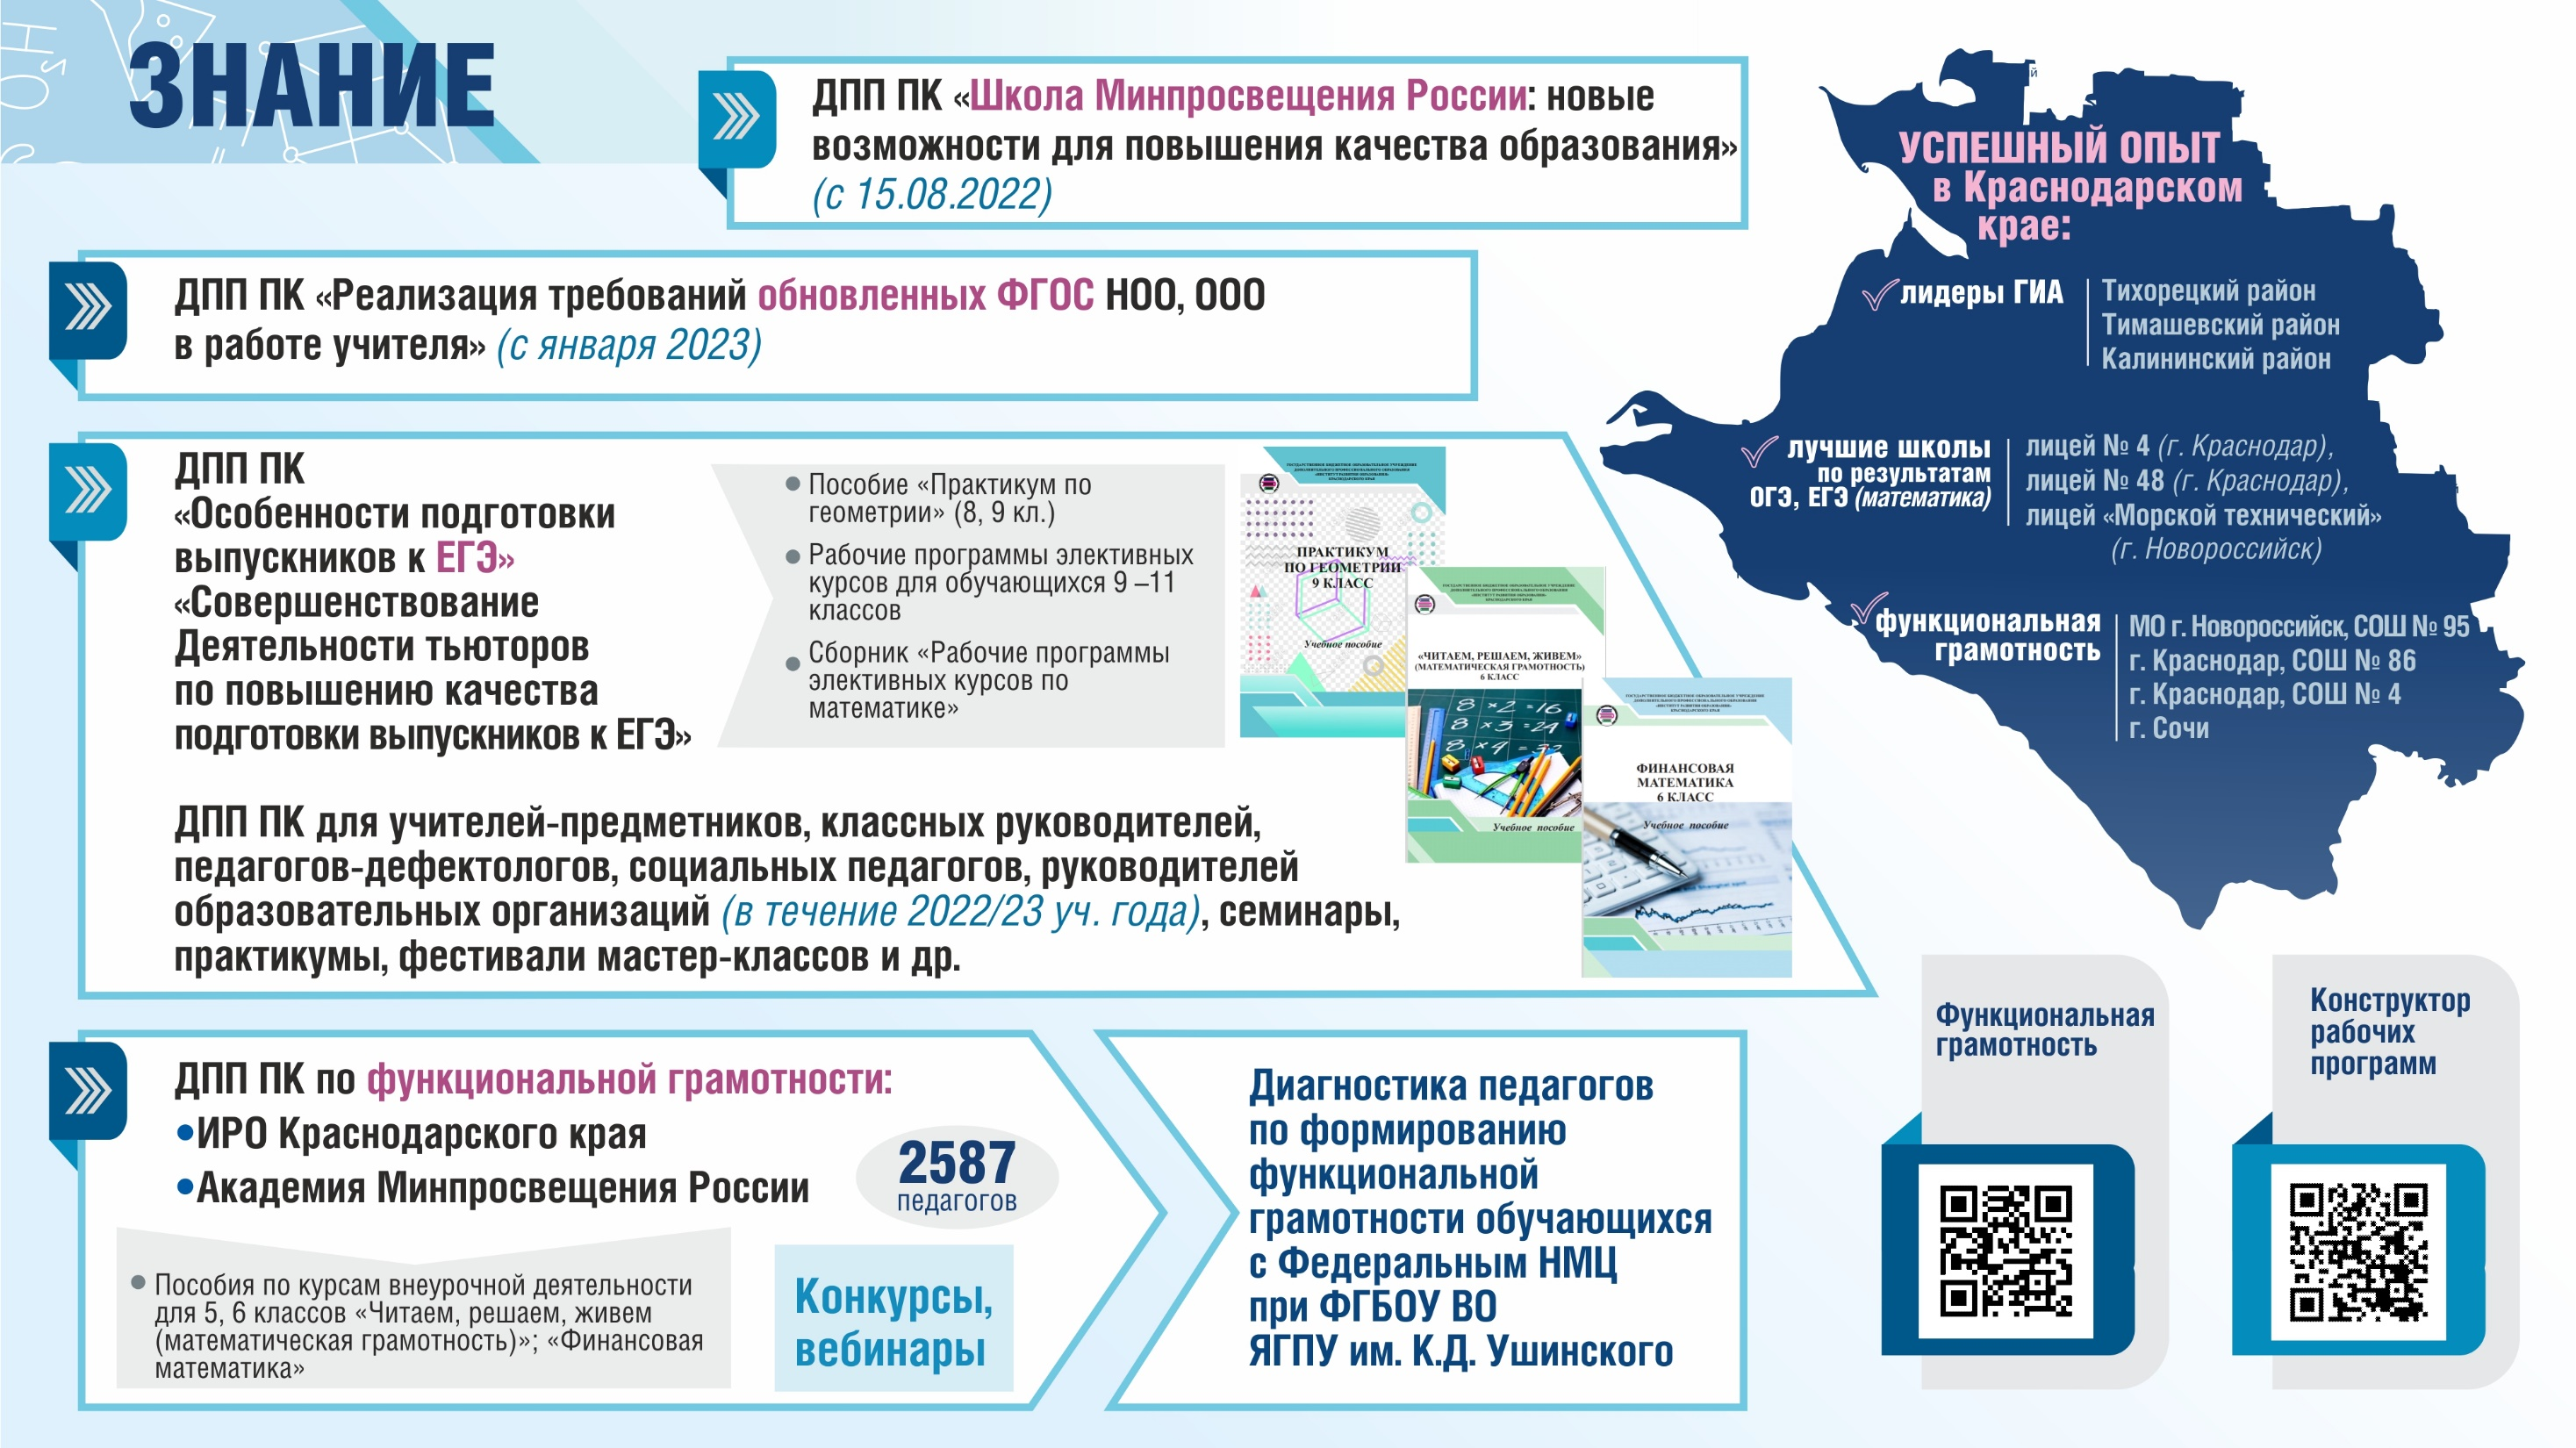 ЗНАНИЕ
ДПП ПК «Школа Минпросвещения России: новые
возможности для повышения качества образования»
(с 15.08.2022)
ДПП ПК «Реализация требований обновленных ФГОС НОО, ООО
в работе учителя» (с января 2023)
ДПП ПК
«Особенности подготовки
выпускников к ЕГЭ»
«Совершенствование
Деятельности тьюторов
по повышению качества
подготовки выпускников к ЕГЭ»
● Пособие «Практикум по
геометрии» (8, 9 кл.)
● Рабочие программы элективных
курсов для обучающихся 9 –11
классов
● Сборник «Рабочие программы
элективных курсов по
математике»
ПРАКТИКУМ
ПО ГЕОМЕТРИИ
9 КЛАСС
Учебное пособие
«ЧИТАЕМ, РЕШАЕМ, ЖИВЕМ»
(МАТЕМАТИЧЕСКАЯ ГРАМОТНОСТЬ)
6 КЛАСС
8 ×2 =16
8 ×3 =24
8 ×4 =
Учебное пособие
ФИНАНСОВАЯ
МАТЕМАТИКА
6 КЛАСС
Учебное пособие
ДПП ПК для учителей-предметников, классных руководителей,
педагогов-дефектологов, социальных педагогов, руководителей
образовательных организаций (в течение 2022/23 уч. года), семинары,
практикумы, фестивали мастер-классов и др.
ДПП ПК по функциональной грамотности:
•ИРО Краснодарского края
•Академия Минпросвещения России
2587
педагогов
● Пособия по курсам внеурочной деятельности
для 5, 6 классов «Читаем, решаем, живем
(математическая грамотность)»; «Финансовая
математика»
Конкурсы,
вебинары
Диагностика педагогов
по формированию
функциональной
грамотности обучающихся
с Федеральным НМЦ
при ФГБОУ ВО
ЯГПУ им. К.Д. Ушинского
й
УСПЕШНЫЙ ОПЫТ
в Краснодарском
крае:
лидеры ГИА
Тихорецкий район
Тимашевский район
Калининский район
лучшие школы
по результатам
ОГЭ, ЕГЭ (математика)
лицей № 4 (г. Краснодар),
лицей № 48 (г. Краснодар),
лицей «Морской технический»
(г. Новороссийск)
функциональная
грамотность
МО г. Новороссийск, СОШ № 95
г. Краснодар, СОШ № 86
г. Краснодар, СОШ № 4
г. Сочи
Функциональная
грамотность
Конструктор
рабочих
программ